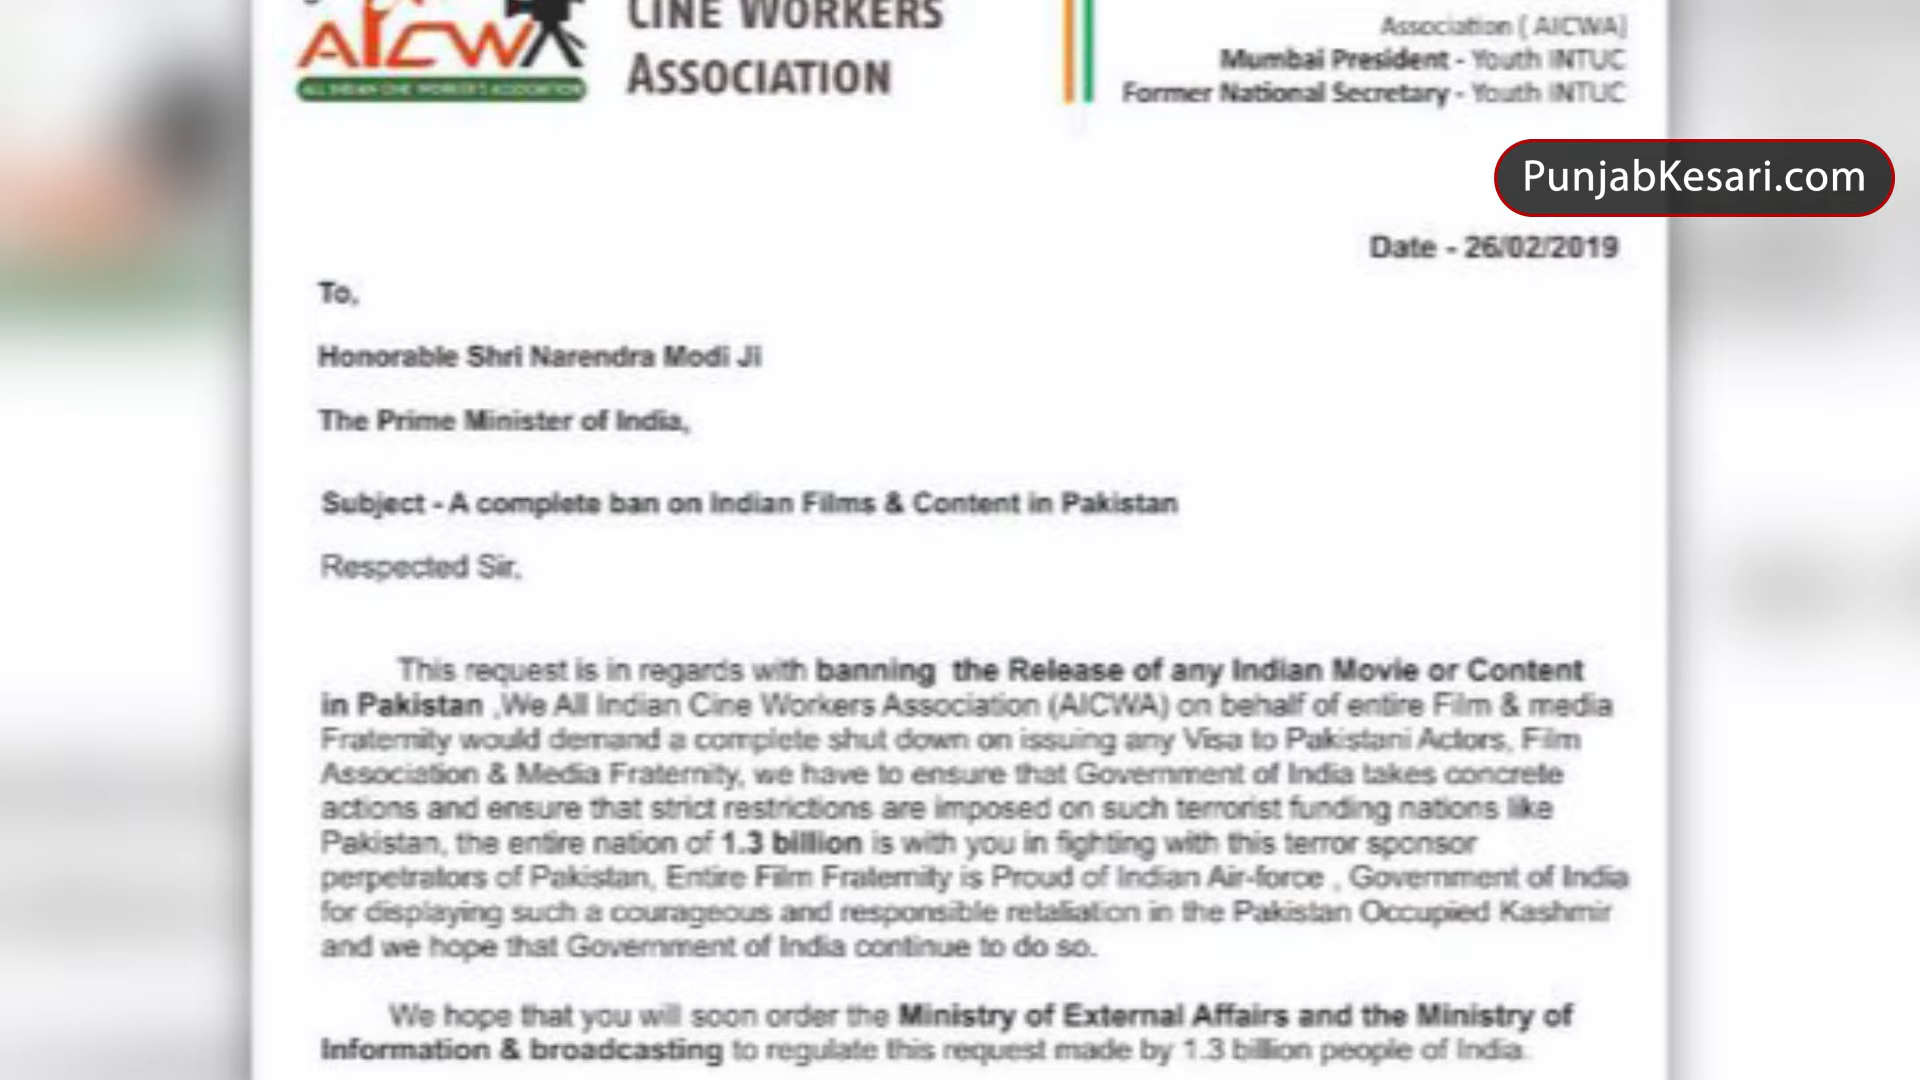 AICWA
CINE WORKERS
ASSOCIATION
ALL INDIAN CINE WORKER'S ASSOCIATION
Association ( AICWA)
Mumbai President - Youth INTUC
Former National Secretary - Youth INTUC
PunjabKesari.com
Date - 26/02/2019
To,
Honorable Shri Narendra Modi Ji
The Prime Minister of India,
Subject - A complete ban on Indian Films & Content in Pakistan
Respected Sir,
This request is in regards with banning the Release of any Indian Movie or Content
in Pakistan ,We All Indian Cine Workers Association (AICWA) on behalf of entire Film & media
Fraternity would demand a complete shut down on issuing any Visa to Pakistani Actors, Film
Association & Media Fraternity, we have to ensure that Government of India takes concrete
actions and ensure that strict restrictions are imposed on such terrorist funding nations like
Pakistan, the entire nation of 1.3 billion is with you in fighting with this terror sponsor
perpetrators of Pakistan, Entire Film Fraternity is Proud of Indian Air-force , Government of India
for displaying such a courageous and responsible retaliation in the Pakistan Occupied Kashmir
and we hope that Government of India continue to do so.
We hope that you will soon order the Ministry of External Affairs and the Ministry of
Information & broadcasting to regulate this request made by 1.3 billion people of India.